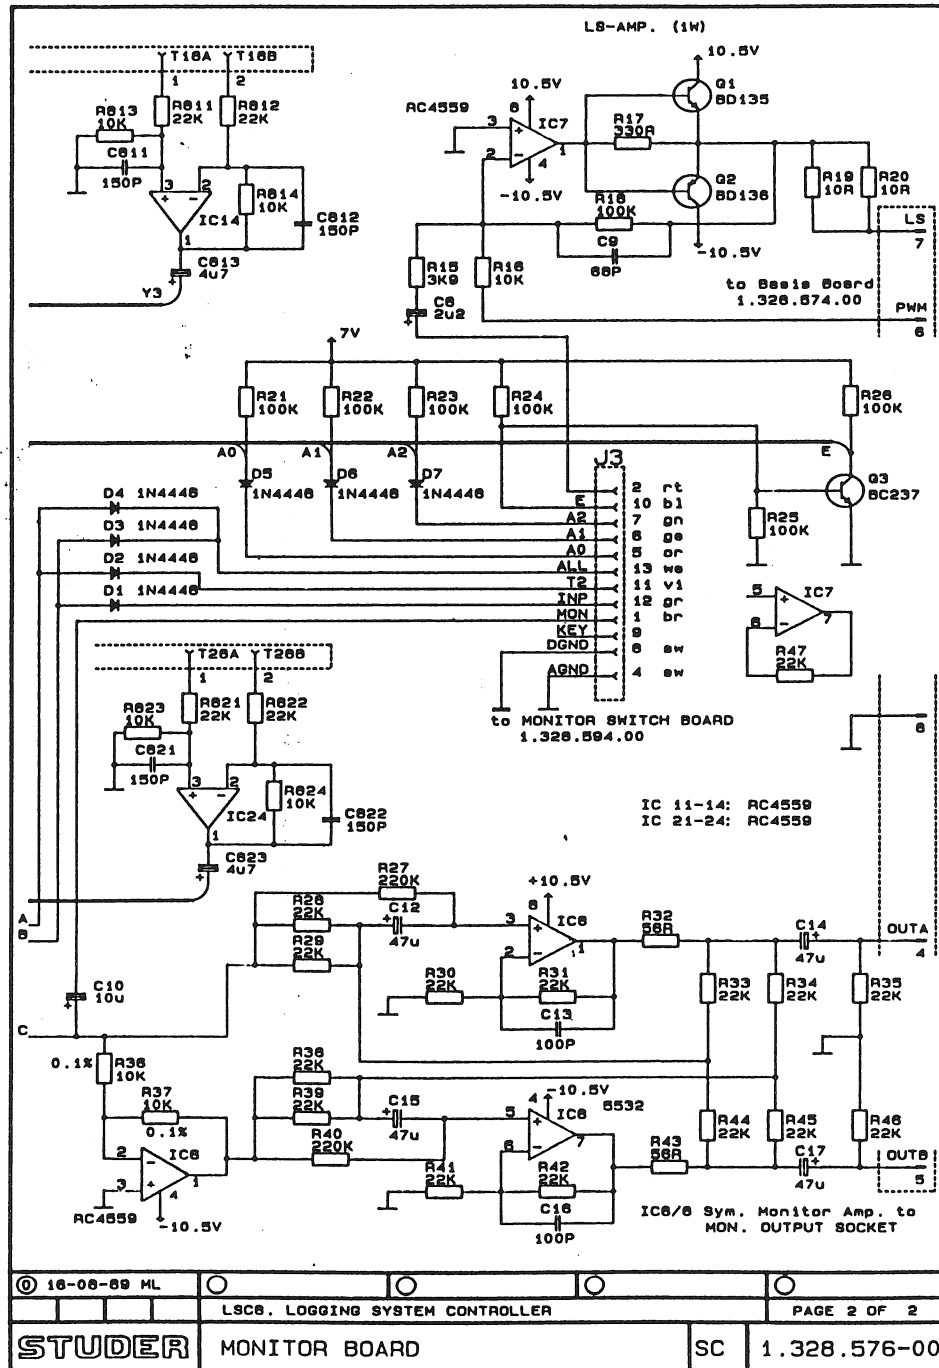 LS-AMP. (1W)
T16A T16B
1 2
R613
10K
R611
22K
R612
22K
C611
150P
3 2
+ -
IC14
R614
10K
C612
150P
1
C613
4u7
+
Y3
10.5V
10.5V
RC4559
3
2
6
IC7
+
-
4
1
-10.5V
Q1
BD135
R17
330R
Q2
BD136
R18
100K
C9
68P
-10.5V
R19
10R
R20
10R
LS
7
R15
3K9
R16
10K
C6
2u2
+
to Basis Board
1.328.574.00
PWM
6
7V
R21
100K
R22
100K
R23
100K
R24
100K
R26
100K
A0 A1 A2
E
D5
1N4448
D6
1N4448
D7
1N4448
Q3
BC237
R25
100K
J3
D4 1N4448
D3 1N4448
D2 1N4448
D1 1N4448
2 rt
E 10 bl
A2 7 gn
A1 6 ge
A0 5 or
ALL 13 we
T2 11 vi
INP 12 gr
MON 1 br
KEY 9
DGND 8 sw
AGND 4 sw
to MONITOR SWITCH BOARD
1.328.594.00
5
6
+
-
IC7
7
R47
22K
8
T26A T26B
1 2
R623
10K
R621
22K
R622
22K
C621
150P
3 2
+ -
IC24
R624
10K
C622
150P
1
C623
4u7
+
IC 11-14: RC4559
IC 21-24: RC4559
A
B
C
C10
10u
+
R27
220K
R28
22K
R29
22K
C12
47u
+
+10.5V
8
3
2
+
-
IC8
1
R30
22K
R31
22K
C13
100P
R32
56R
C14
47u
+
OUTA
4
R33
22K
R34
22K
R35
22K
0.1% R36
10K
R37
10K
0.1%
2
3
-
+
IC6
1
4
RC4559
-10.5V
R38
22K
R39
22K
R40
220K
C15
47u
+
-10.5V
4
5
6
+
-
IC8
5532
7
R41
22K
R42
22K
C16
100P
R43
56R
R44
22K
R45
22K
R46
22K
C17
47u
+
OUTB
5
IC6/8 Sym. Monitor Amp. to
MON. OUTPUT SOCKET
16-08-89 ML
LSC8. LOGGING SYSTEM CONTROLLER
PAGE 2 OF 2
STUDER
MONITOR BOARD
SC
1.328.576-00